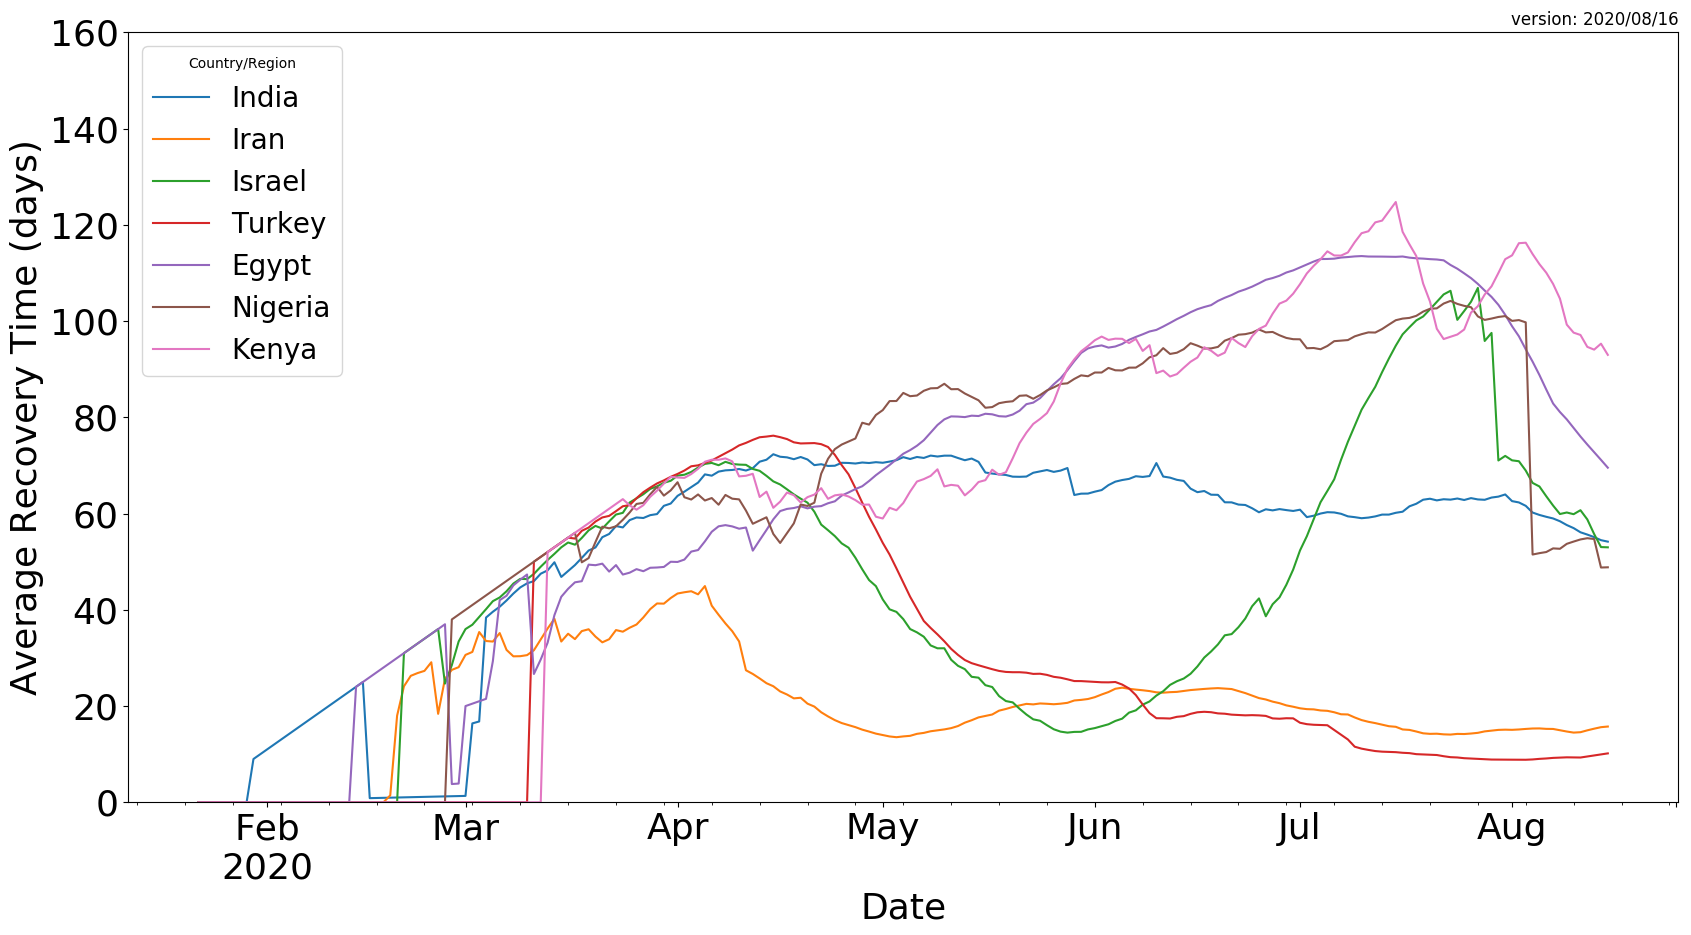 version: 2020/08/16
Average Recovery Time (days)
160
140
120
100
80
60
40
20
0
Country/Region
India
Iran
Israel
Turkey
Egypt
Nigeria
Kenya
Feb Mar Apr May Jun Jul Aug
2020
Date